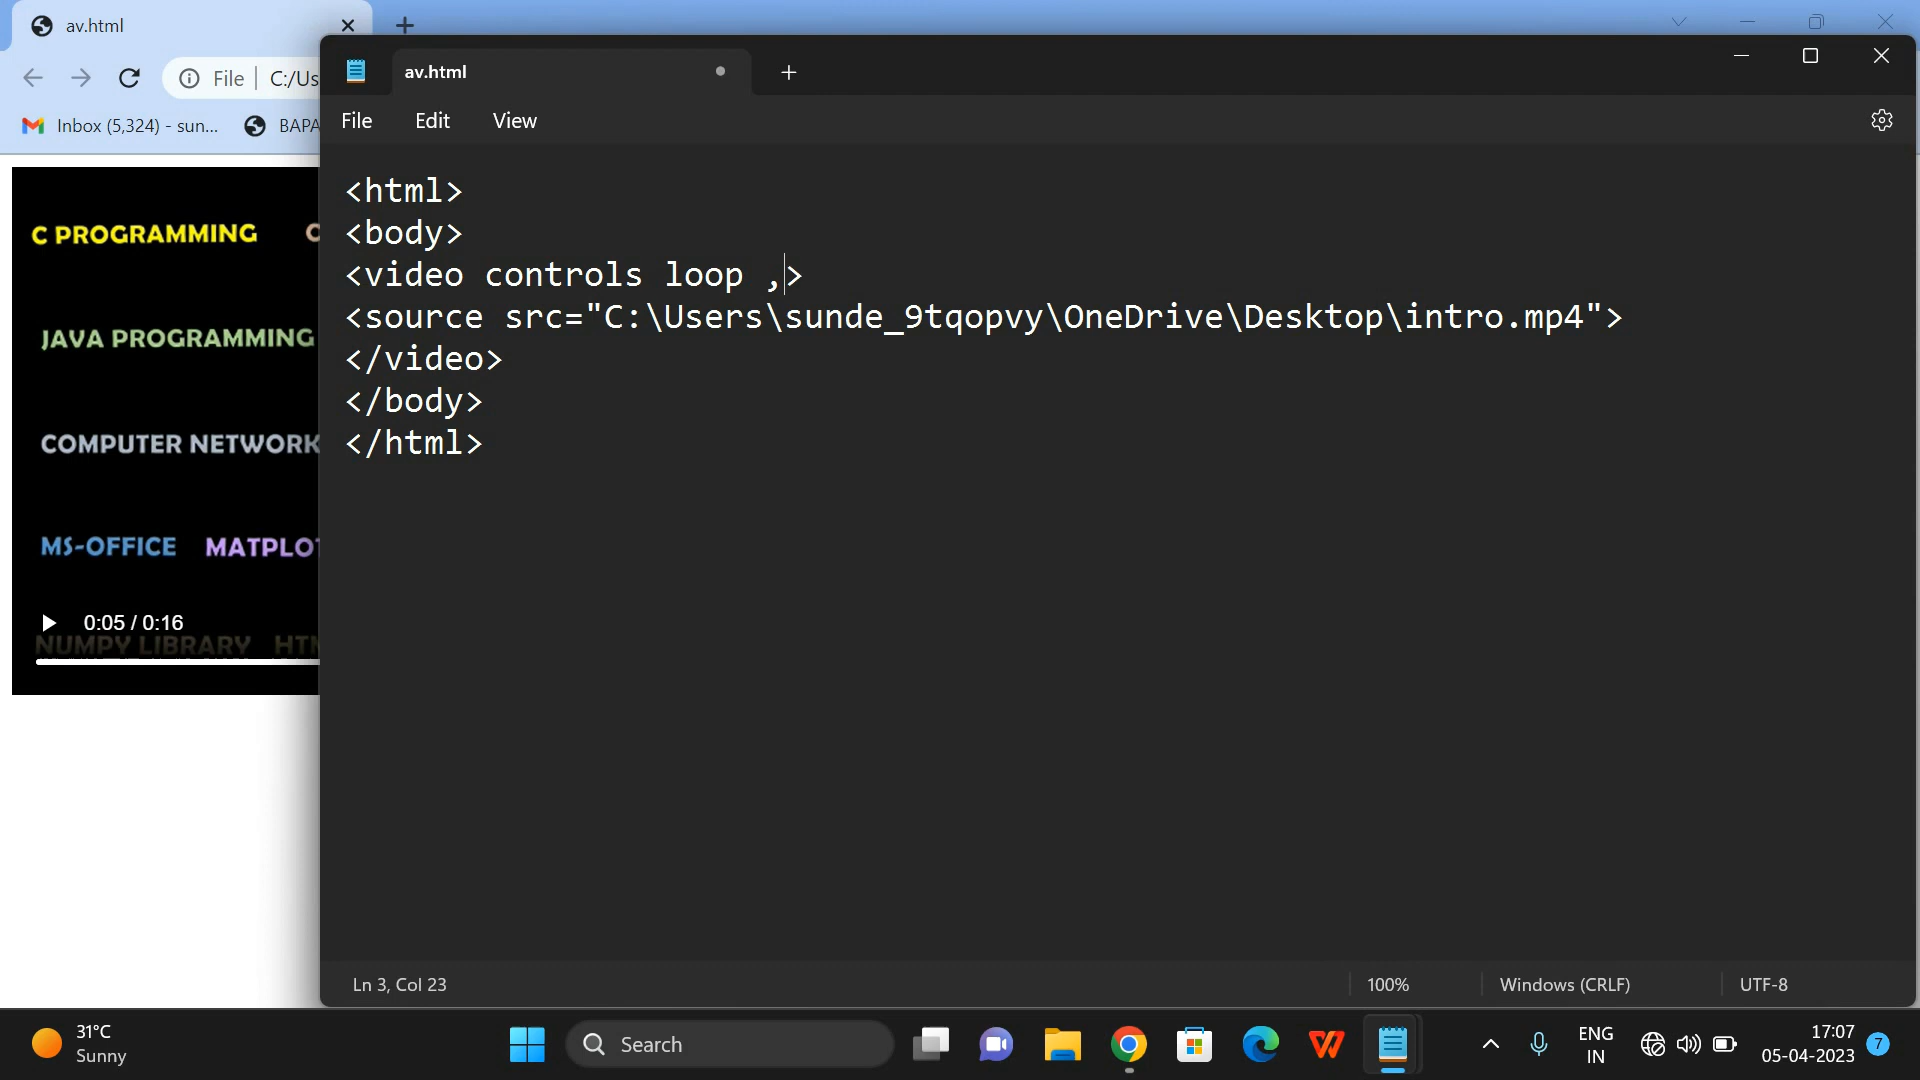 av.html
File C:/Us
Inbox (5,324) - sun... BAPA
av.html
File Edit View
<html>
<body>
<video controls loop ,>
<source src="C:\Users\sunde_9tqopvy\OneDrive\Desktop\intro.mp4">
</video>
</body>
</html>
C PROGRAMMING
JAVA PROGRAMMING
COMPUTER NETWORK
MS-OFFICE MATPLOT
0:05 / 0:16
NUMPY LIBRARY HTM
Ln 3, Col 23 100% Windows (CRLF) UTF-8
31°C
Sunny
Search
ENG
IN
17:07
05-04-2023
7